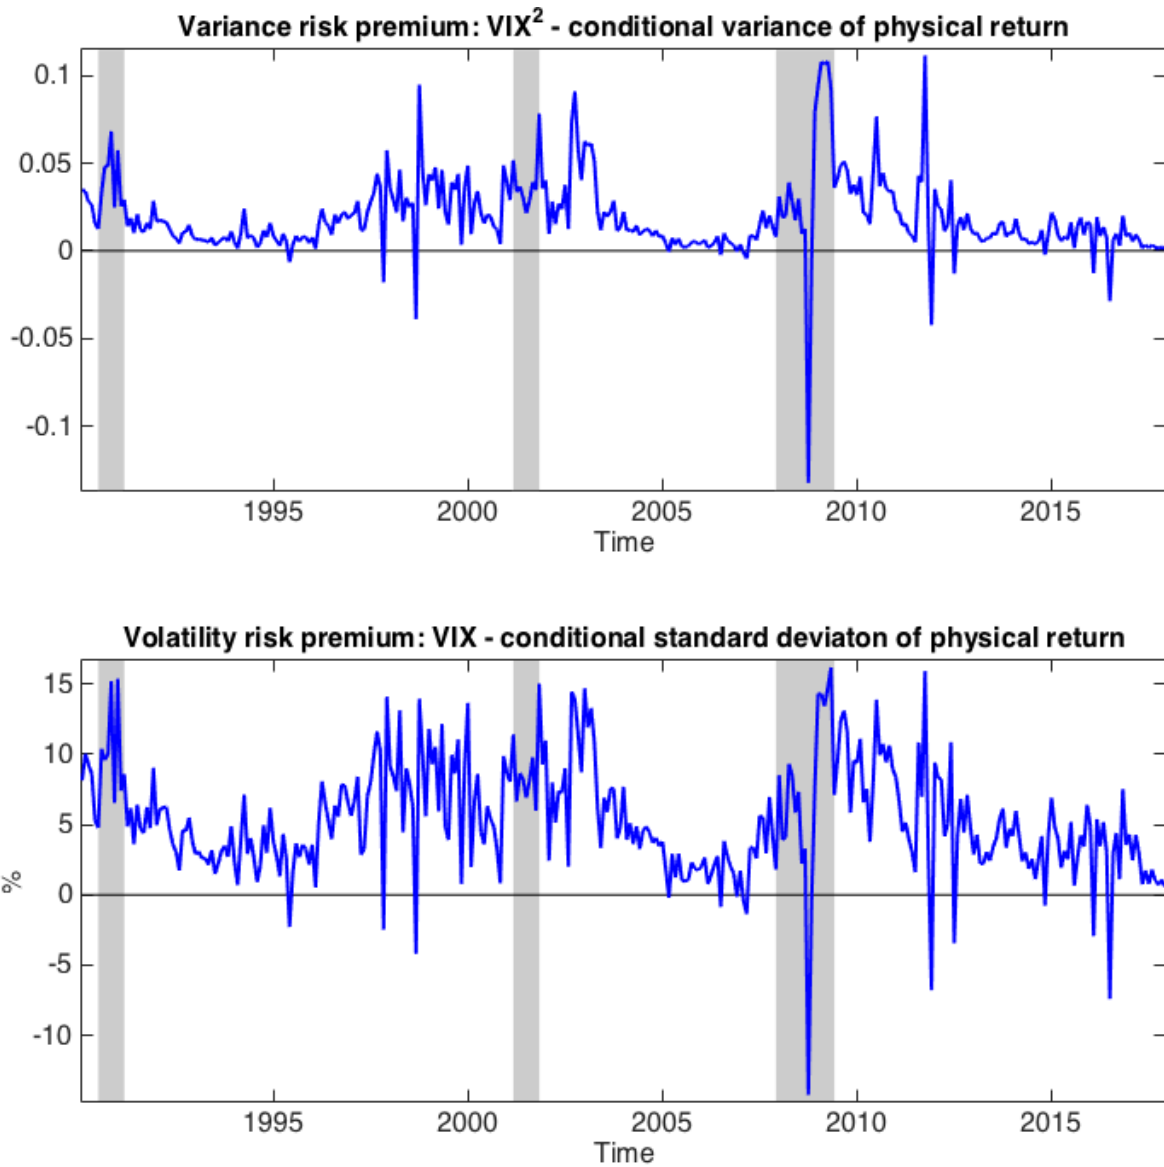 Variance risk premium: VIX² - conditional variance of physical return
0.1
0.05
0
-0.05
-0.1
1995 2000 2005 2010 2015
Time
Volatility risk premium: VIX - conditional standard deviaton of physical return
15
10
5
0
-5
-10
%
1995 2000 2005 2010 2015
Time